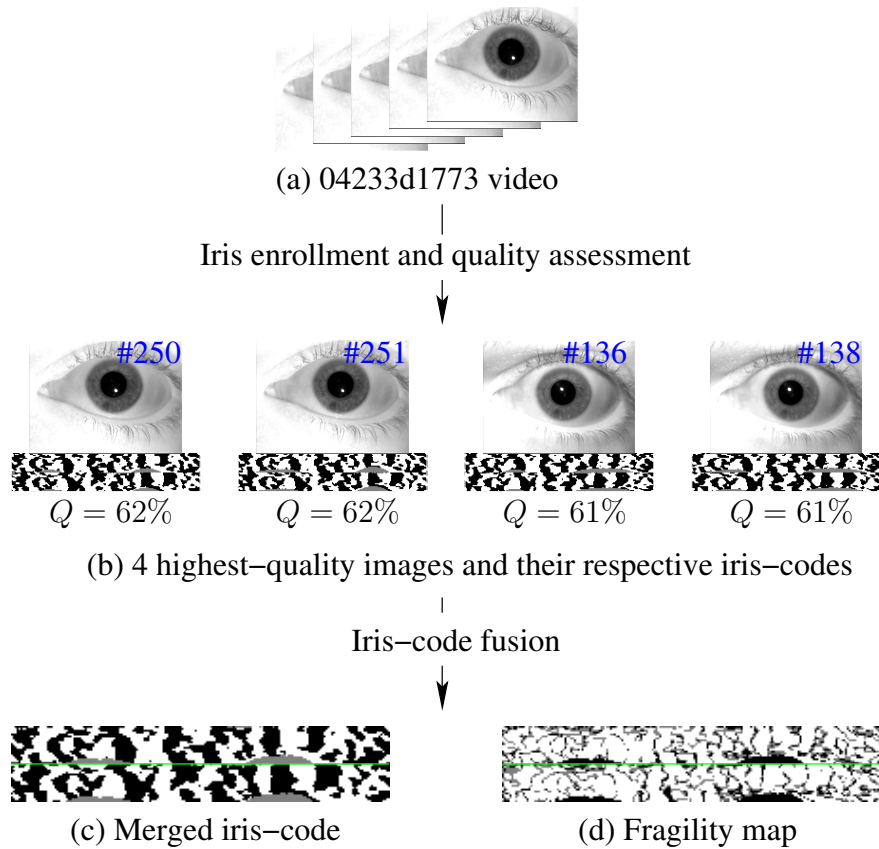 (a) 04233d1773 video
Iris enrollment and quality assessment
#250
#251
#136
#138
Q = 62%
Q = 62%
Q = 61%
Q = 61%
(b) 4 highest−quality images and their respective iris−codes
Iris−code fusion
(c) Merged iris−code
(d) Fragility map